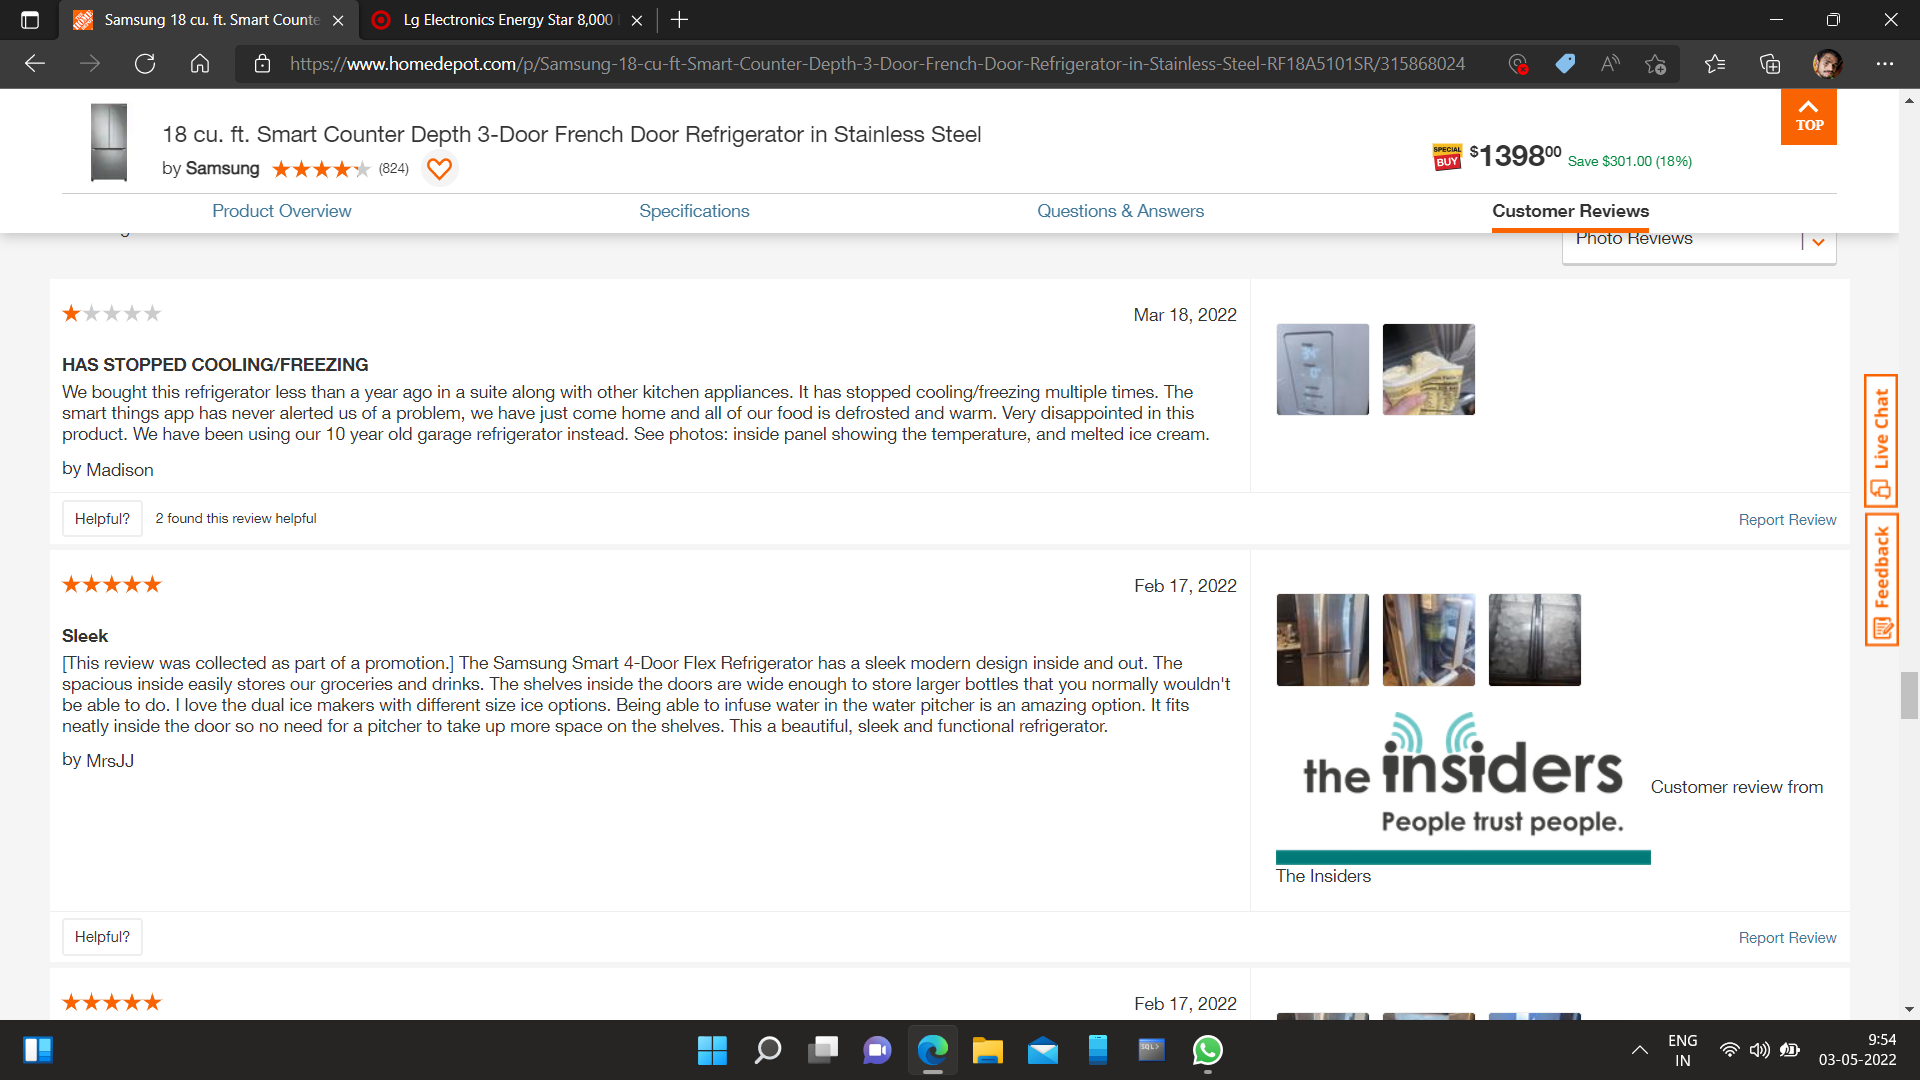 Samsung 18 cu. ft. Smart Counte
Lg Electronics Energy Star 8,000
https://www.homedepot.com/p/Samsung-18-cu-ft-Smart-Counter-Depth-3-Door-French-Door-Refrigerator-in-Stainless-Steel-RF18A5101SR/315868024
18 cu. ft. Smart Counter Depth 3-Door French Door Refrigerator in Stainless Steel
by Samsung (824)
SPECIAL BUY $139800 Save $301.00 (18%)
TOP
Product Overview Specifications Questions & Answers Customer Reviews
Photo Reviews
Mar 18, 2022
HAS STOPPED COOLING/FREEZING
We bought this refrigerator less than a year ago in a suite along with other kitchen appliances. It has stopped cooling/freezing multiple times. The
smart things app has never alerted us of a problem, we have just come home and all of our food is defrosted and warm. Very disappointed in this
product. We have been using our 10 year old garage refrigerator instead. See photos: inside panel showing the temperature, and melted ice cream.
by Madison
Helpful? 2 found this review helpful
Report Review
Live Chat
Feedback
Feb 17, 2022
Sleek
[This review was collected as part of a promotion.] The Samsung Smart 4-Door Flex Refrigerator has a sleek modern design inside and out. The
spacious inside easily stores our groceries and drinks. The shelves inside the doors are wide enough to store larger bottles that you normally wouldn't
be able to do. I love the dual ice makers with different size ice options. Being able to infuse water in the water pitcher is an amazing option. It fits
neatly inside the door so no need for a pitcher to take up more space on the shelves. This a beautiful, sleek and functional refrigerator.
by MrsJJ
the insiders
People trust people.
Customer review from
The Insiders
Helpful?
Report Review
Feb 17, 2022
SQL>
ENG
IN
9:54
03-05-2022